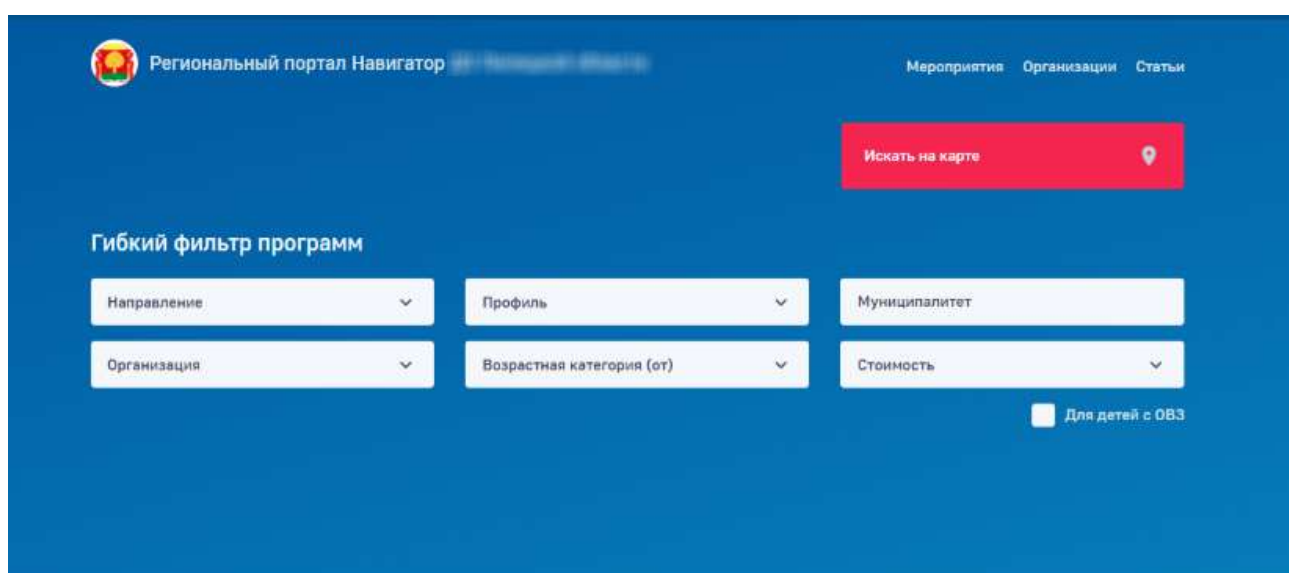 Региональный портал Навигатор
Мероприятия Организации Статьи
Искать на карте
Гибкий фильтр программ
Направление Профиль Муниципалитет
Организация Возрастная категория (от) Стоимость
Для детей с ОВЗ